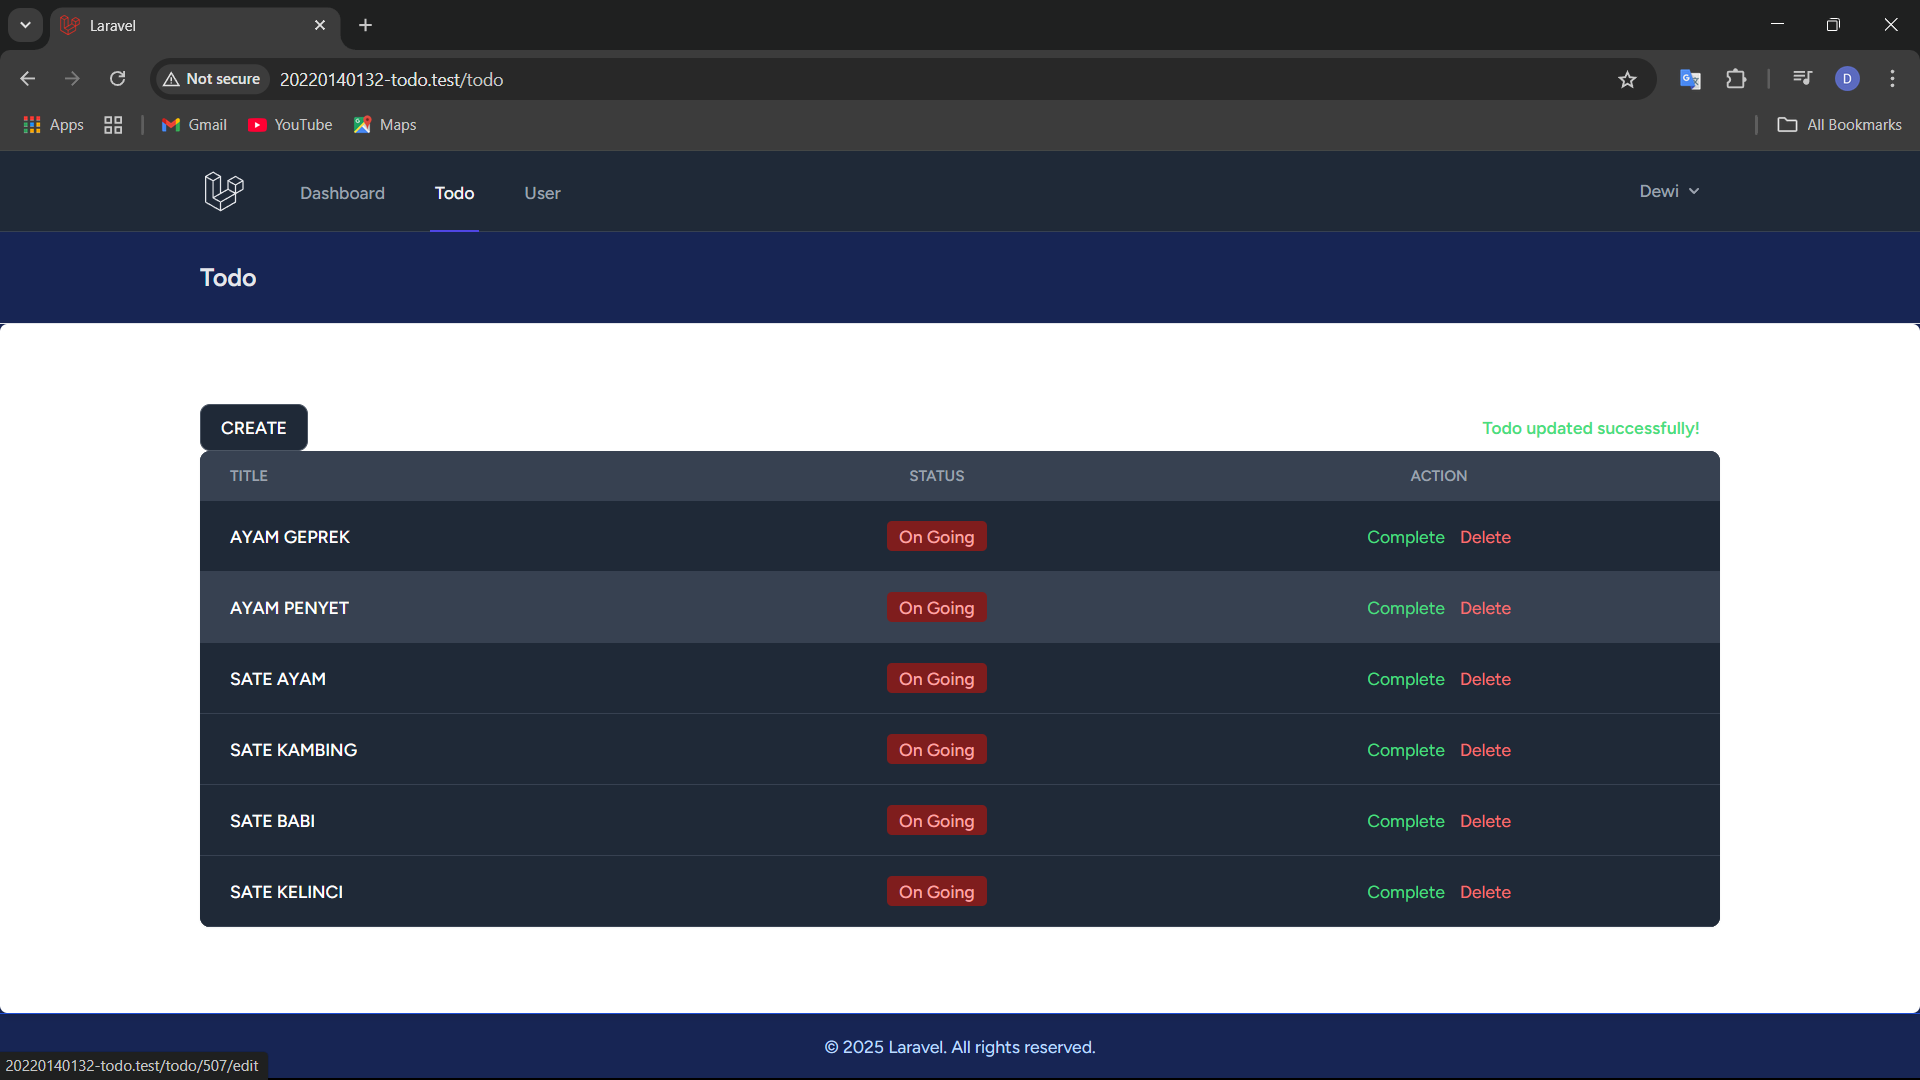 Laravel
Not secure 20220140132-todo.test/todo
Apps Gmail YouTube Maps All Bookmarks
Dashboard Todo User Dewi
Todo
CREATE Todo updated successfully!
TITLE STATUS ACTION
AYAM GEPREK On Going Complete Delete
AYAM PENYET On Going Complete Delete
SATE AYAM On Going Complete Delete
SATE KAMBING On Going Complete Delete
SATE BABI On Going Complete Delete
SATE KELINCI On Going Complete Delete
© 2025 Laravel. All rights reserved.
20220140132-todo.test/todo/507/edit